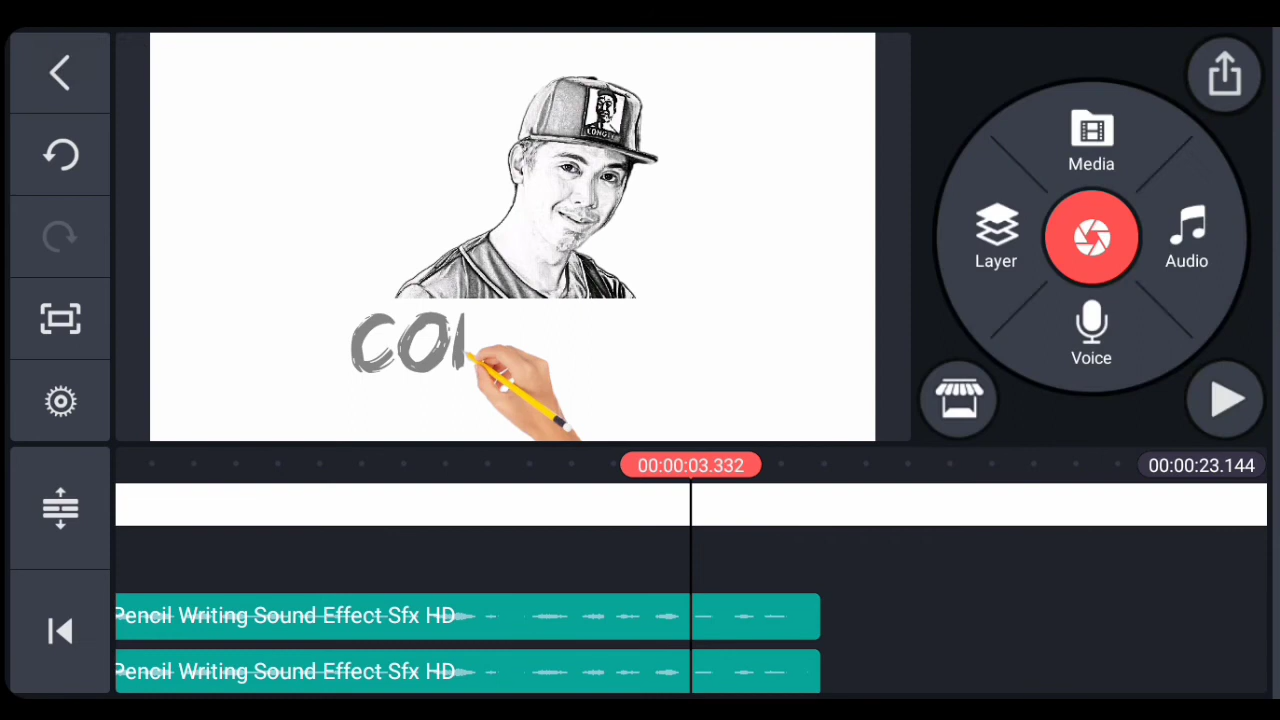 Media
Layer
Audio
Voice
COI
00:00:03.332
00:00:23.144
Pencil Writing Sound Effect Sfx HD
Pencil Writing Sound Effect Sfx HD